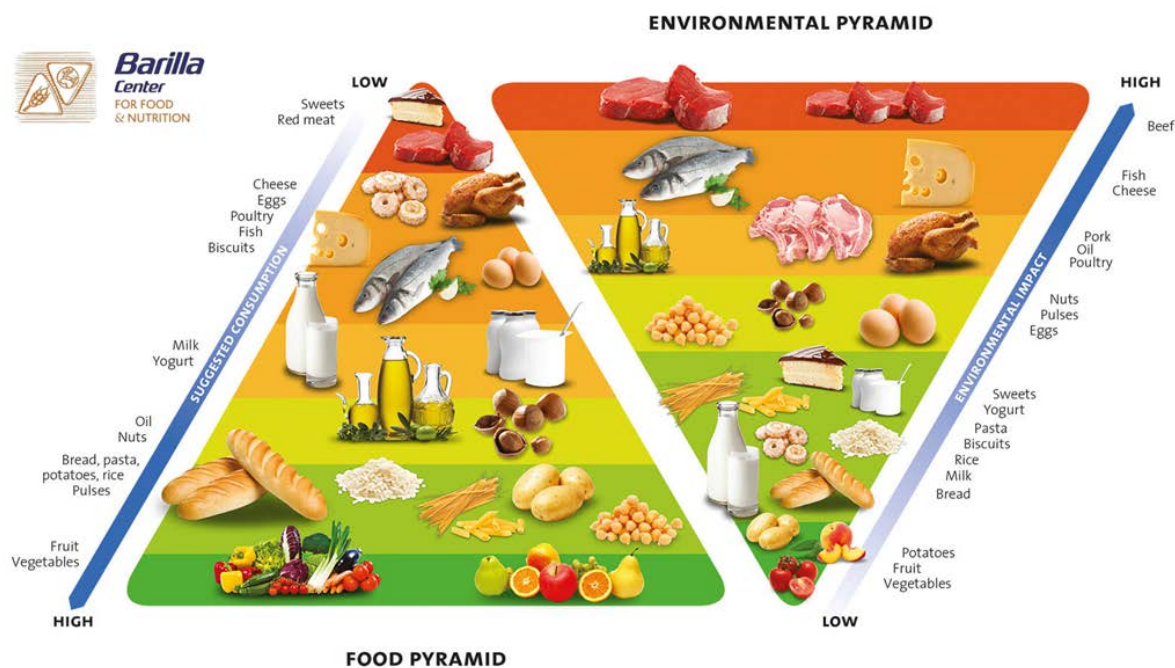 ENVIRONMENTAL PYRAMID
Barilla
Center
FOR FOOD
& NUTRITION
LOW
Sweets
Red meat
Cheese
Eggs
Poultry
Fish
Biscuits
Milk
Yogurt
Oil
Nuts
Bread, pasta,
potatoes, rice
Pulses
Fruit
Vegetables
SUGGESTED CONSUMPTION
HIGH
FOOD PYRAMID
HIGH
Beef
Fish
Cheese
Pork
Oil
Poultry
Nuts
Pulses
Eggs
Sweets
Yogurt
Pasta
Biscuits
Rice
Milk
Bread
Potatoes
Fruit
Vegetables
ENVIRONMENTAL IMPACT
LOW